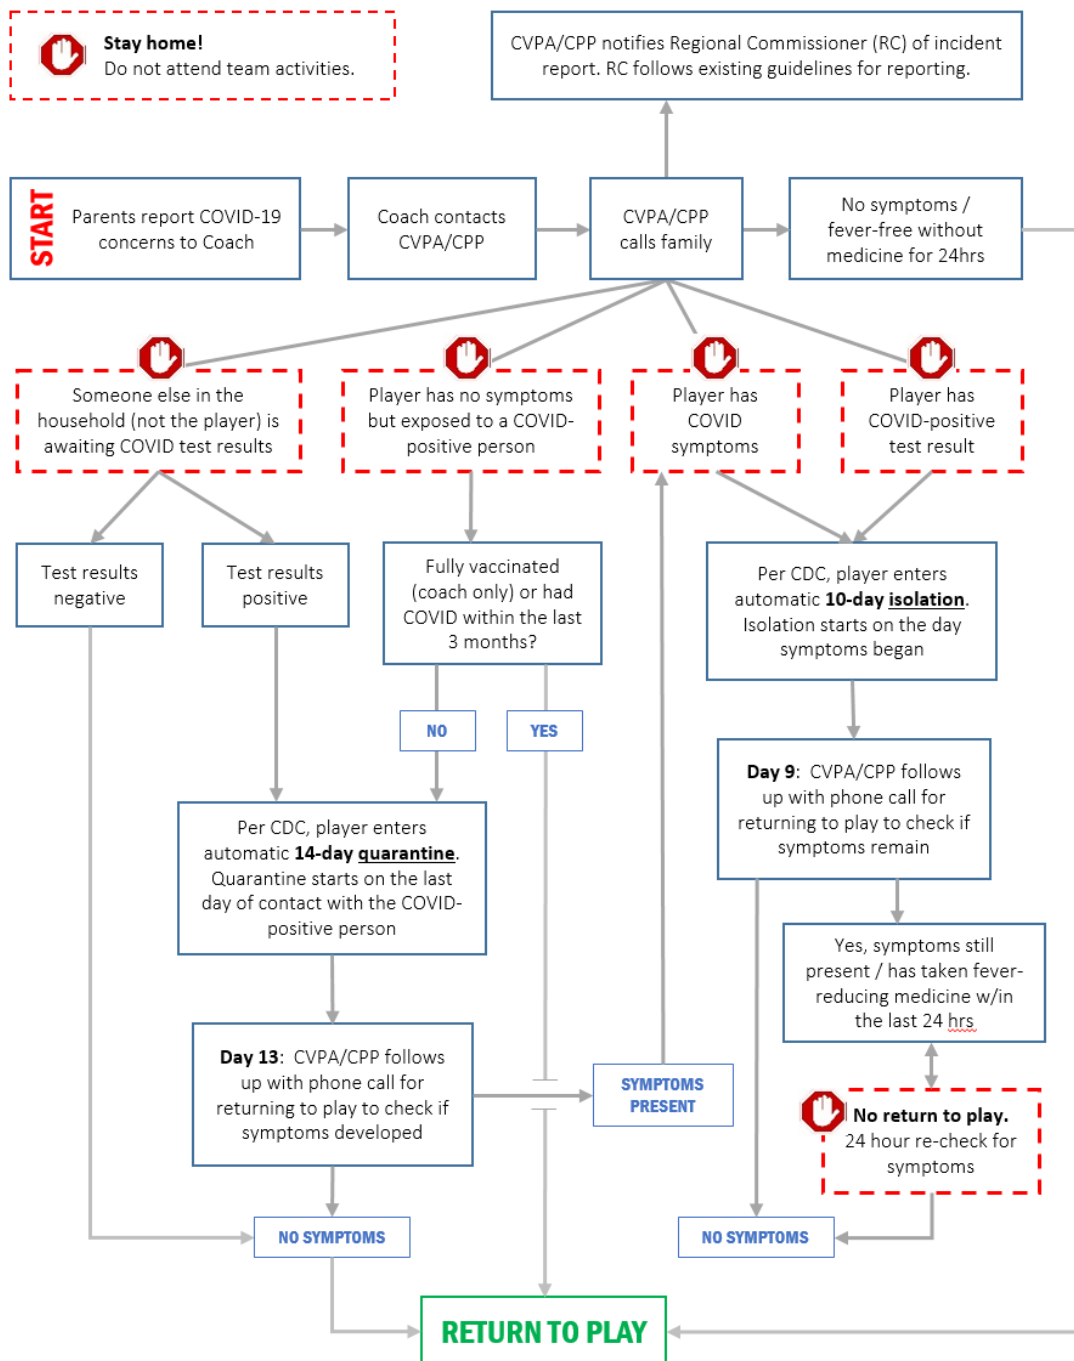 Stay home!
Do not attend team activities.
CVPA/CPP notifies Regional Commissioner (RC) of incident
report. RC follows existing guidelines for reporting.
START
Parents report COVID-19
concerns to Coach
Coach contacts
CVPA/CPP
CVPA/CPP
calls family
No symptoms /
fever-free without
medicine for 24hrs
Someone else in the
household (not the player) is
awaiting COVID test results
Player has no symptoms
but exposed to a COVID-
positive person
Player has
COVID
symptoms
Player has
COVID-positive
test result
Test results
negative
Test results
positive
Fully vaccinated
(coach only) or had
COVID within the last
3 months?
Per CDC, player enters
automatic 10-day isolation.
Isolation starts on the day
symptoms began
NO
YES
Day 9: CVPA/CPP follows
up with phone call for
returning to play to check if
symptoms remain
Per CDC, player enters
automatic 14-day quarantine.
Quarantine starts on the last
day of contact with the COVID-
positive person
Yes, symptoms still
present / has taken fever-
reducing medicine w/in
the last 24 hrs
Day 13: CVPA/CPP follows
up with phone call for
returning to play to check if
symptoms developed
SYMPTOMS
PRESENT
No return to play.
24 hour re-check for
symptoms
NO SYMPTOMS
NO SYMPTOMS
RETURN TO PLAY